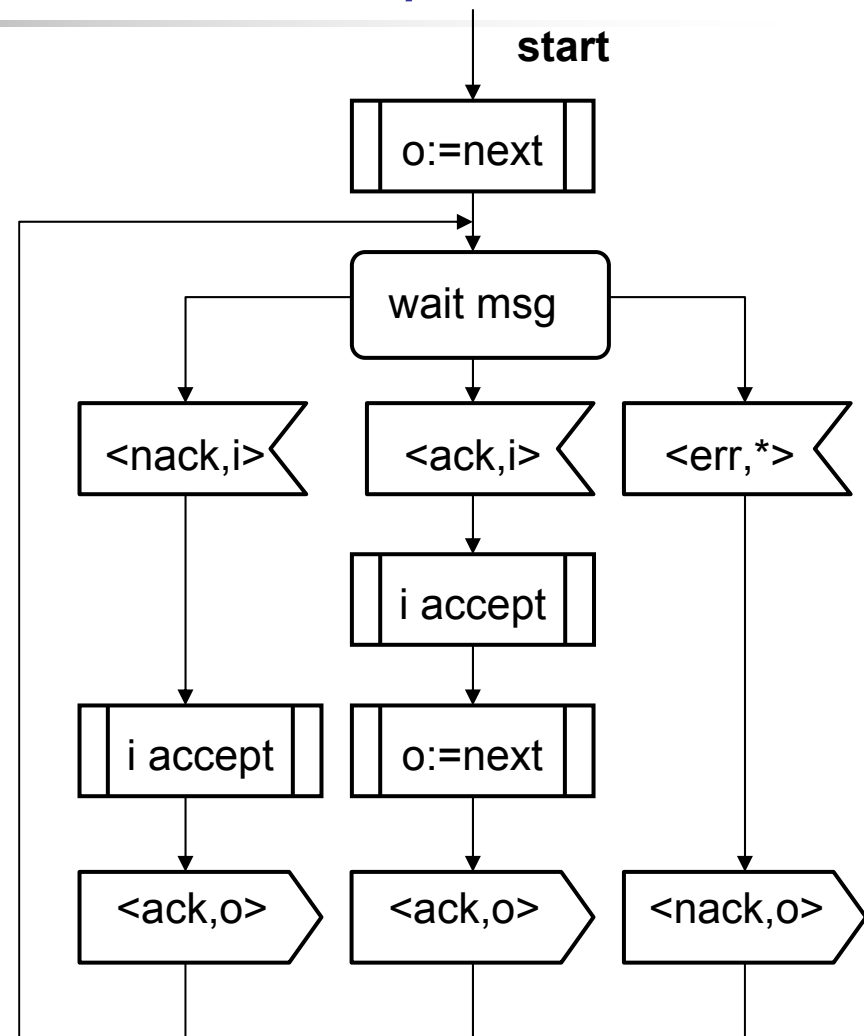 start
o:=next
wait msg
<nack,i>
<ack,i>
<err,*>
i accept
i accept
o:=next
<ack,o>
<ack,o>
<nack,o>